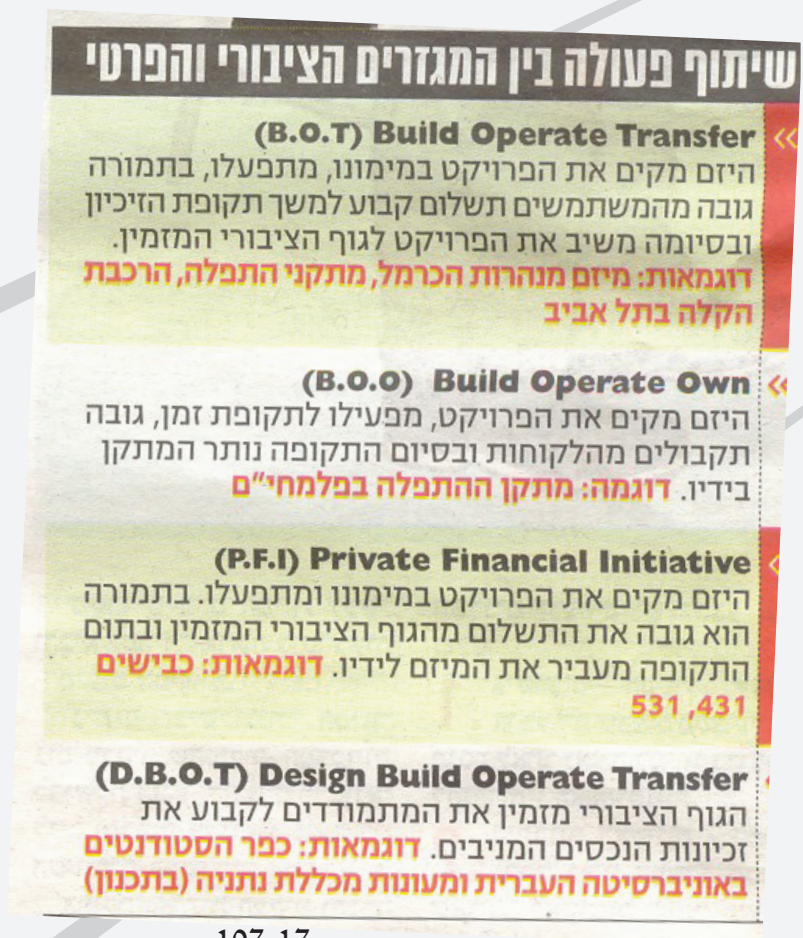 שיתוף פעולה בין המגזרים הציבורי והפרטי
Build Operate Transfer (B.O.T)
היזם מקים את הפרויקט במימונו, מתפעלו, בתמורה
גובה מהמשתמשים תשלום קבוע למשך תקופת הזיכיון
ובסיומה משיב את הפרויקט לגוף הציבורי המזמין.
דוגמאות: מיזם מנהרות הכרמל, מתקני התפלה, הרכבת
הקלה בתל אביב
Build Operate Own (B.O.O)
היזם מקים את הפרויקט, מפעילו לתקופת זמן, גובה
תקבולים מהלקוחות ובסיום התקופה נותר המתקן
בידיו. דוגמה: מתקן ההתפלה בפלמחי״ם
Private Financial Initiative (P.F.I)
היזם מקים את הפרויקט במימונו ומתפעלו. בתמורה
הוא גובה את התשלום מהגוף הציבורי המזמין ובתום
התקופה מעביר את המיזם לידיו. דוגמאות: כבישים
531, 431
Design Build Operate Transfer (D.B.O.T)
הגוף הציבורי מזמין את המתמודדים לקבוע את
זכיונות הנכסים המניבים. דוגמאות: כפר הסטודנטים
באוניברסיטה העברית ומעונות מכללת נתניה (בתכנון)